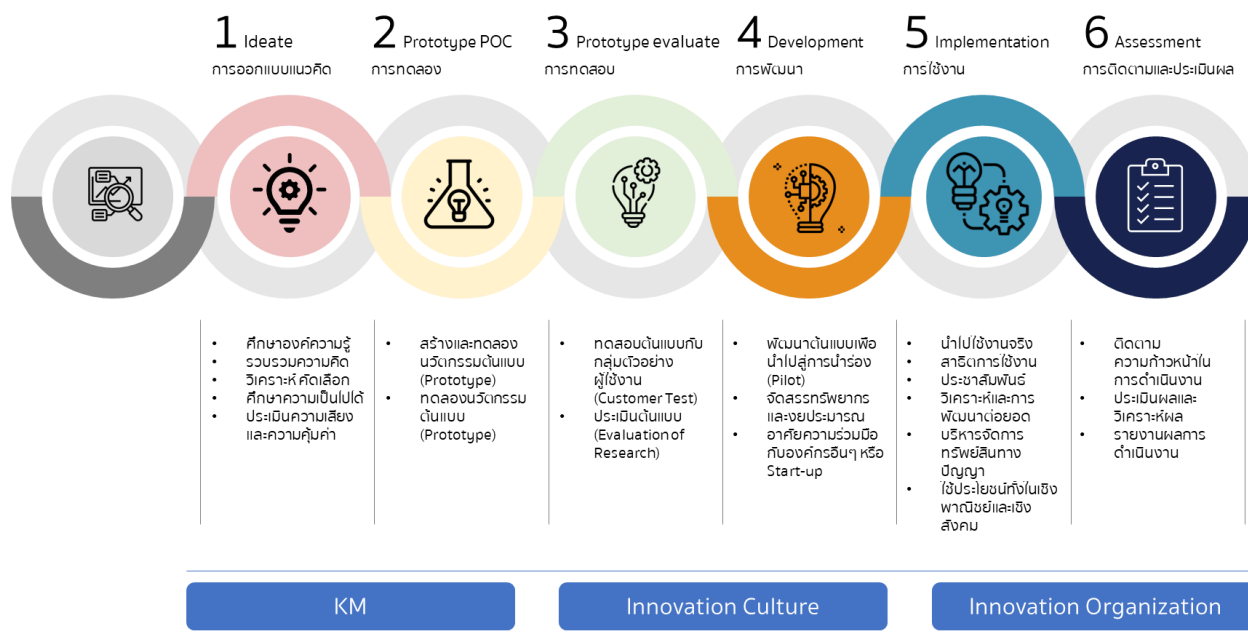 1 Ideate
การออกแบบแนวคิด
2 Prototype POC
การทดลอง
3 Prototype evaluate
การทดสอบ
4 Development
การพัฒนา
5 Implementation
การใช้งาน
6 Assessment
การติดตามและประเมินผล
• ศึกษาองค์ความรู้
• รวบรวมความคิด
• วิเคราะห์ คัดเลือก
• ศึกษาความเป็นไปได้
• ประเมินความเสี่ยง
และความคุ้มค่า
• สร้างและทดลอง
นวัตกรรมต้นแบบ
(Prototype)
• ทดลองนวัตกรรม
ต้นแบบ
(Prototype)
• ทดสอบต้นแบบกับ
กลุ่มตัวอย่าง
ผู้ใช้งาน
(Customer Test)
• ประเมินต้นแบบ
(Evaluation of
Research)
• พัฒนาต้นแบบเพื่อ
นำไปสู่การนำร่อง
(Pilot)
• จัดสรรทรัพยากร
และงบประมาณ
• อาศัยความร่วมมือ
กับองค์กรอื่นๆ หรือ
Start-up
• นำไปใช้งานจริง
• สาธิตการใช้งาน
• ประชาสัมพันธ์
• วิเคราะห์และการ
พัฒนาต่อยอด
• บริหารจัดการ
ทรัพย์สินทาง
ปัญญา
• ใช้ประโยชน์ทั้งในเชิง
พาณิชย์และเชิง
สังคม
• ติดตาม
ความก้าวหน้าใน
การดำเนินงาน
• ประเมินผลและ
วิเคราะห์ผล
• รายงานผลการ
ดำเนินงาน
KM
Innovation Culture
Innovation Organization